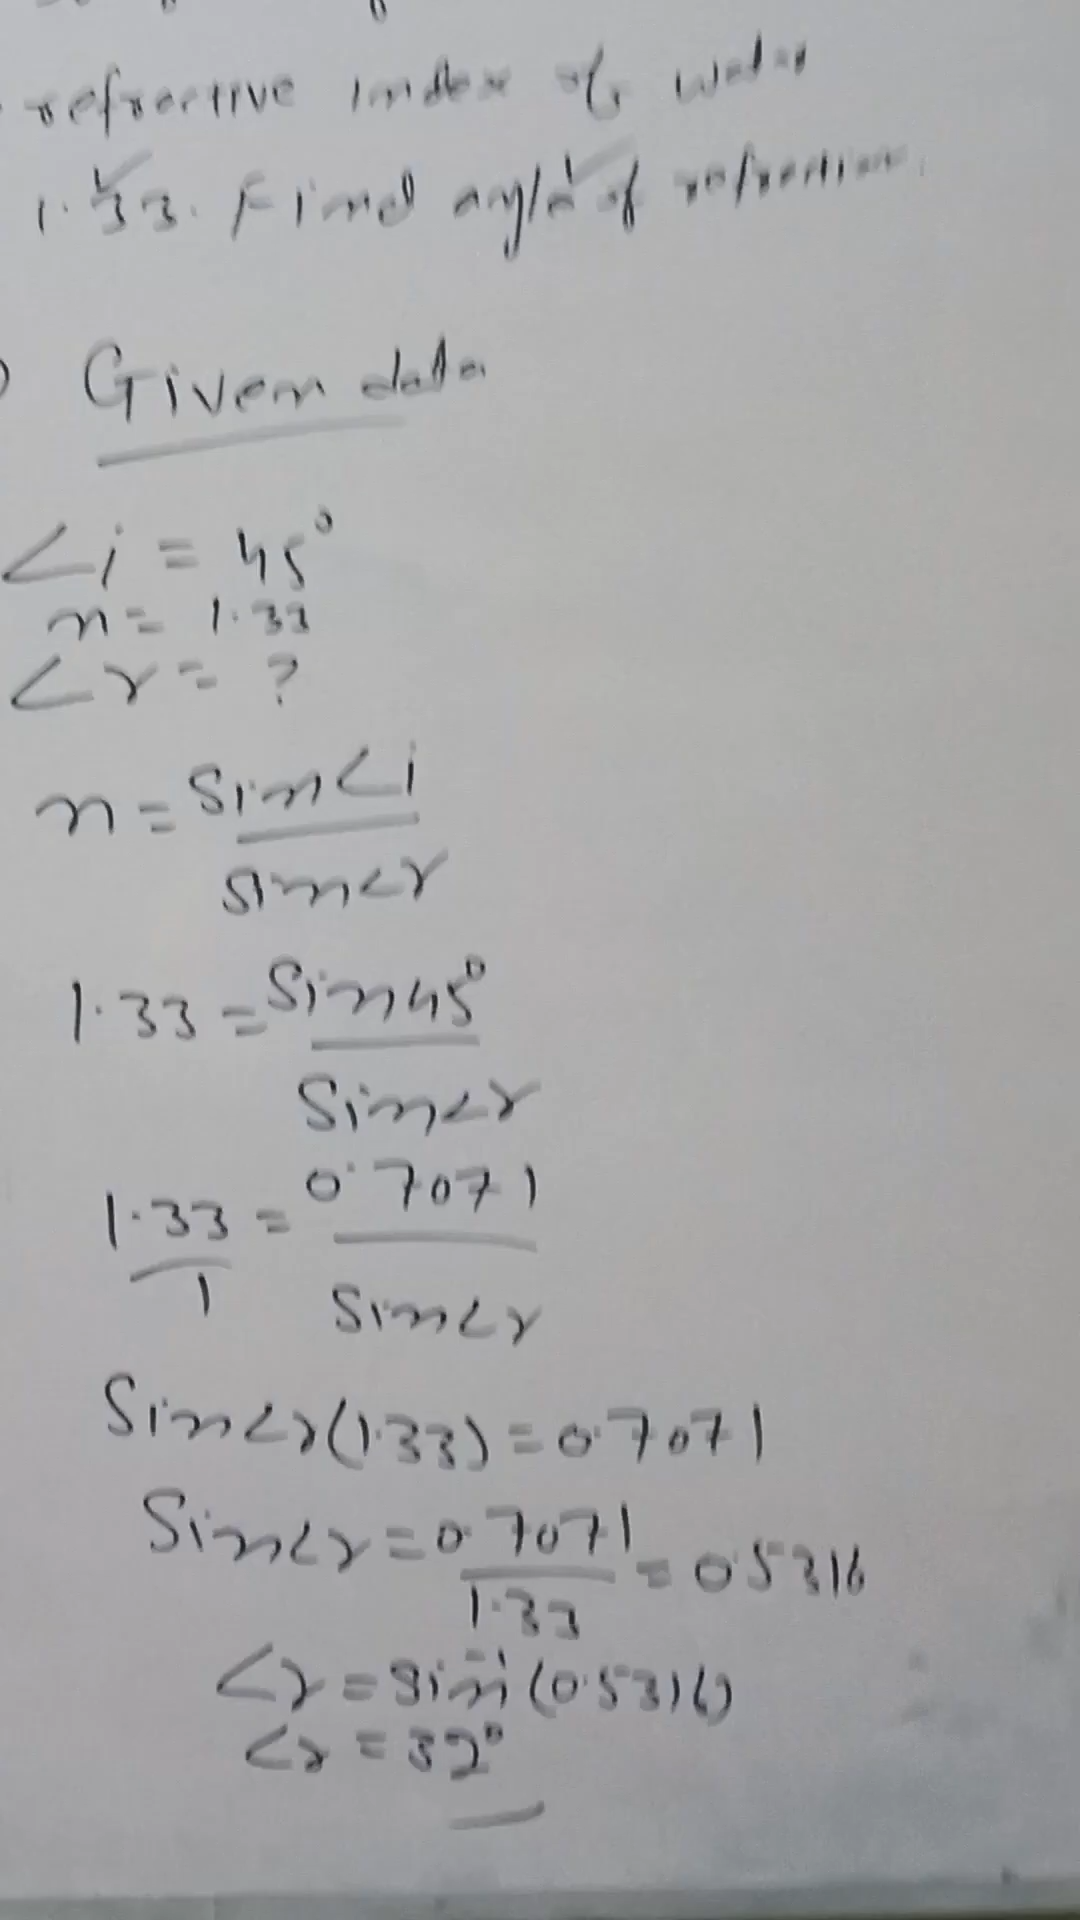 refractive index of water
1.33. Find angle of refraction.
Given data
∠i = 45°
n = 1.33
∠r = ?
n = Sin∠i
sin∠r
1.33 = Sin45°
Sin∠r
1.33 = 0.7071
1 Sin∠r
Sin∠r(1.33) = 0.7071
Sin∠r = 0.7071 = 0.5316
1.33
∠r = Sin⁻¹(0.5316)
∠r = 32°